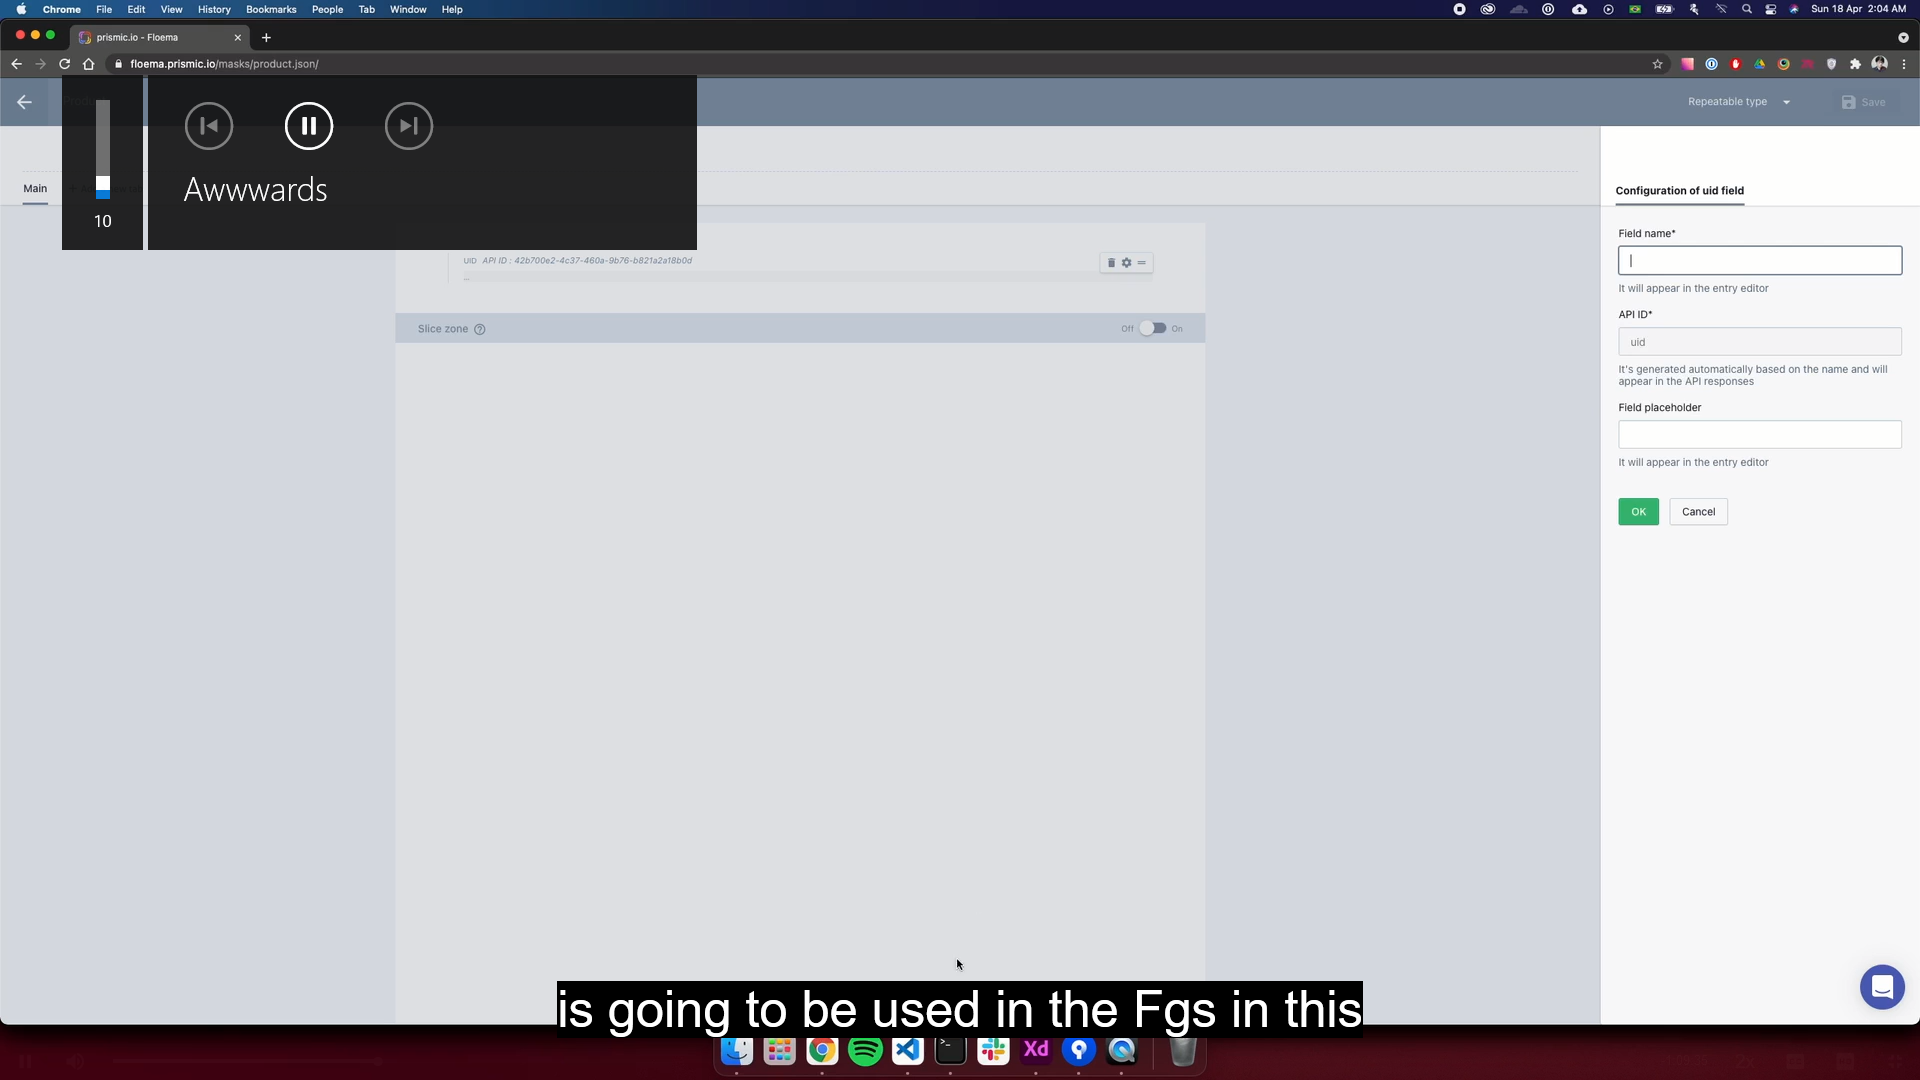 Chrome File Edit View History Bookmarks People Tab Window Help Sun 18 Apr 2:04 AM
prismic.io - Floema
floema.prismic.io/masks/product.json/
Repeatable type Save
Awwwards
10
Main
UID API ID : 42b700e2-4c37-460a-9b76-b821a2a18b0d
...
Slice zone Off On
Configuration of uid field
Field name*
It will appear in the entry editor
API ID*
uid
It's generated automatically based on the name and will
appear in the API responses
Field placeholder
It will appear in the entry editor
OK Cancel
is going to be used in the Fgs in this
Xd